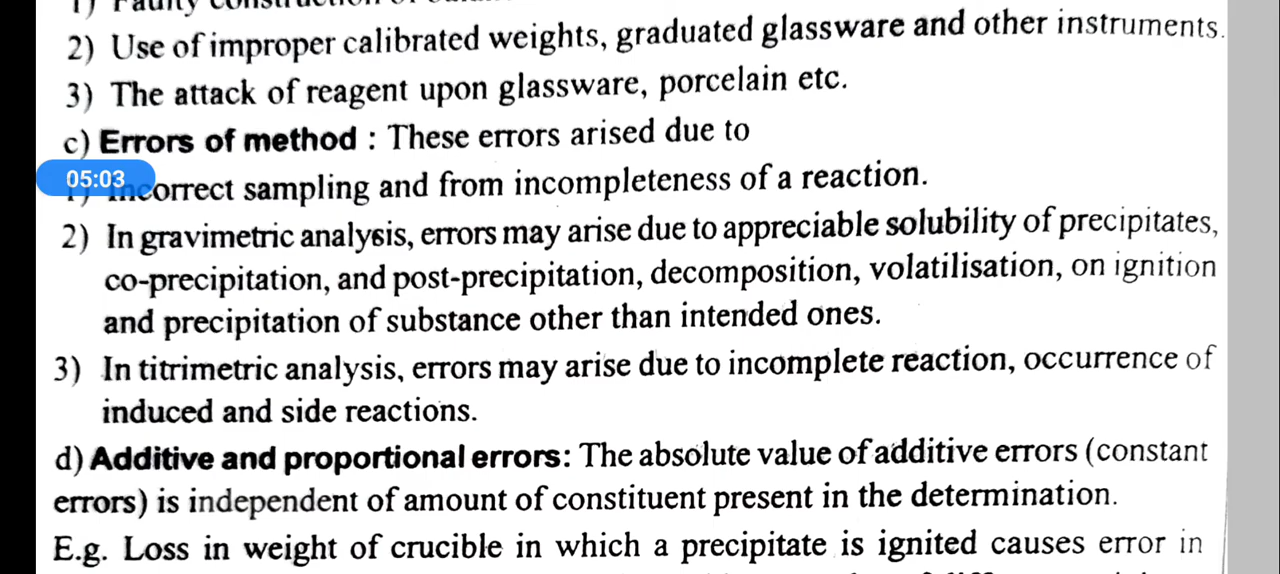 1) Faulty construction of
2) Use of improper calibrated weights, graduated glassware and other instruments.
3) The attack of reagent upon glassware, porcelain etc.
c) Errors of method : These errors arised due to
05:03
1) Incorrect sampling and from incompleteness of a reaction.
2) In gravimetric analysis, errors may arise due to appreciable solubility of precipitates,
co-precipitation, and post-precipitation, decomposition, volatilisation, on ignition
and precipitation of substance other than intended ones.
3) In titrimetric analysis, errors may arise due to incomplete reaction, occurrence of
induced and side reactions.
d) Additive and proportional errors: The absolute value of additive errors (constant
errors) is independent of amount of constituent present in the determination.
E.g. Loss in weight of crucible in which a precipitate is ignited causes error in